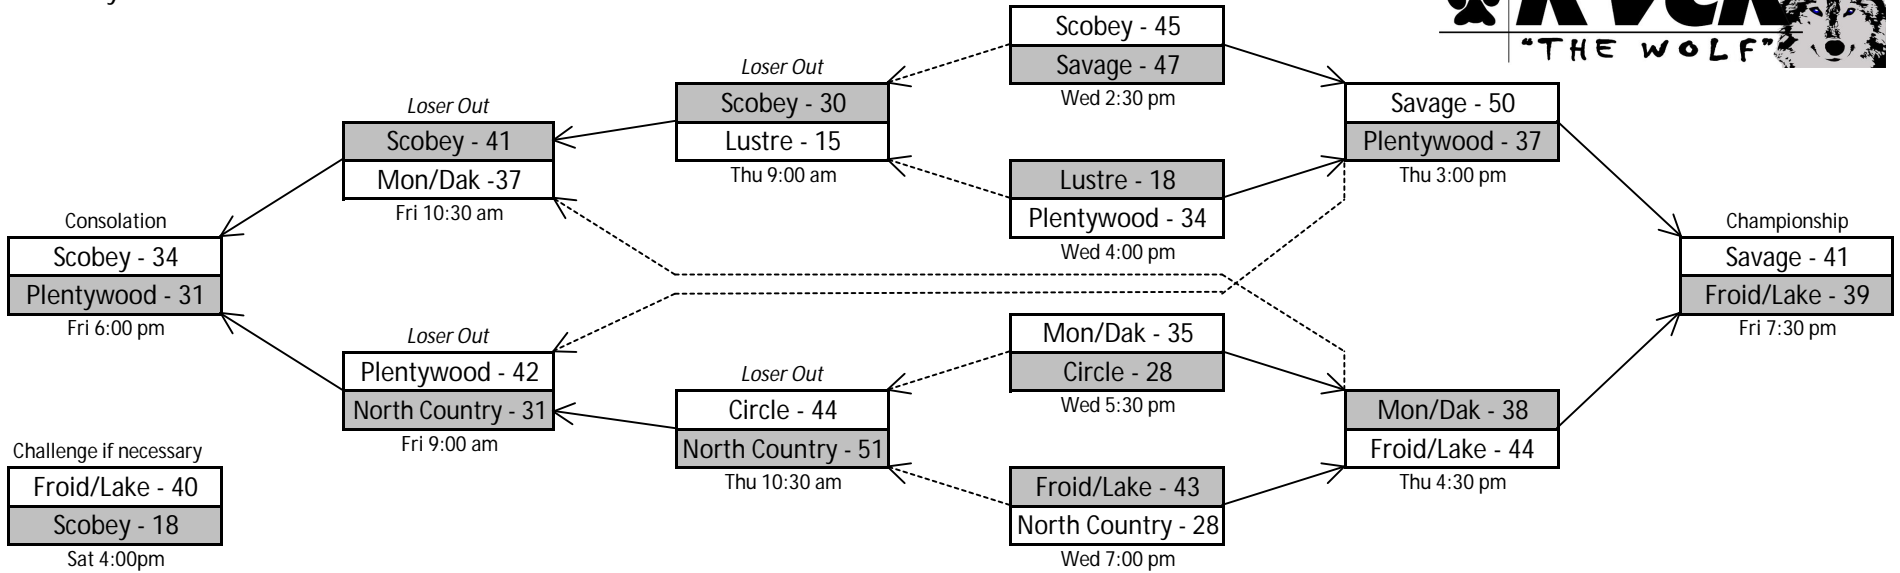 "THE WOLF"
Scobey - 45
Savage - 47
Wed 2:30 pm
Loser Out
Scobey - 30
Lustre - 15
Thu 9:00 am
Savage - 50
Plentywood - 37
Thu 3:00 pm
Loser Out
Scobey - 41
Mon/Dak -37
Fri 10:30 am
Lustre - 18
Plentywood - 34
Wed 4:00 pm
Consolation
Scobey - 34
Plentywood - 31
Fri 6:00 pm
Championship
Savage - 41
Froid/Lake - 39
Fri 7:30 pm
Loser Out
Plentywood - 42
North Country - 31
Fri 9:00 am
Mon/Dak - 35
Circle - 28
Wed 5:30 pm
Loser Out
Circle - 44
North Country - 51
Thu 10:30 am
Mon/Dak - 38
Froid/Lake - 44
Thu 4:30 pm
Challenge if necessary
Froid/Lake - 40
Scobey - 18
Sat 4:00pm
Froid/Lake - 43
North Country - 28
Wed 7:00 pm